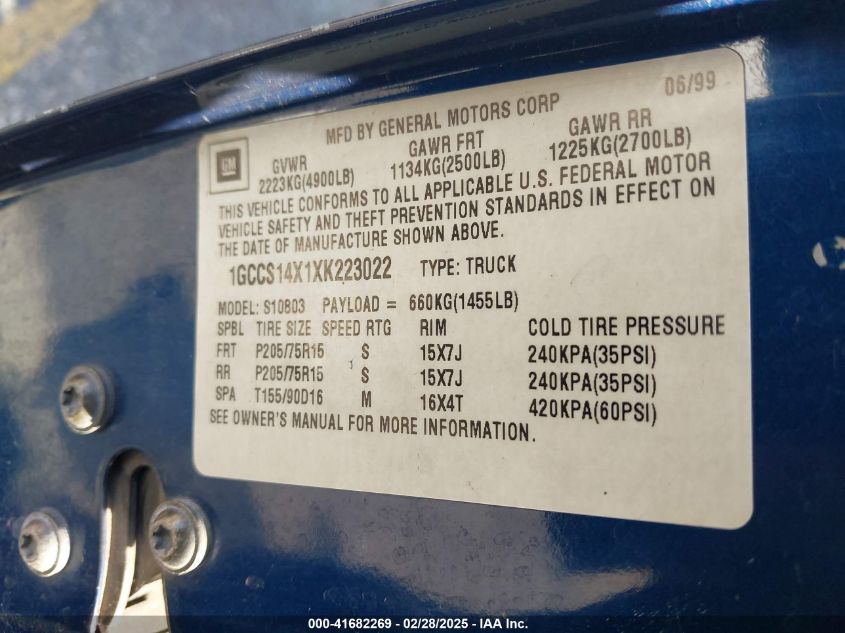 06/99
MFD BY GENERAL MOTORS CORP
GM
GVWR GAWR FRT GAWR RR
2223KG(4900LB) 1134KG(2500LB) 1225KG(2700LB)
THIS VEHICLE CONFORMS TO ALL APPLICABLE U.S. FEDERAL MOTOR
VEHICLE SAFETY AND THEFT PREVENTION STANDARDS IN EFFECT ON
THE DATE OF MANUFACTURE SHOWN ABOVE.
1GCCS14X1XK223022 TYPE: TRUCK
MODEL: S10803 PAYLOAD = 660KG(1455LB)
SPBL TIRE SIZE SPEED RTG RIM COLD TIRE PRESSURE
FRT P205/75R15 S 15X7J 240KPA(35PSI)
RR P205/75R15 S 15X7J 240KPA(35PSI)
SPA T155/90D16 M 16X4T 420KPA(60PSI)
SEE OWNER'S MANUAL FOR MORE INFORMATION.
000-41682269 - 02/28/2025 - IAA Inc.